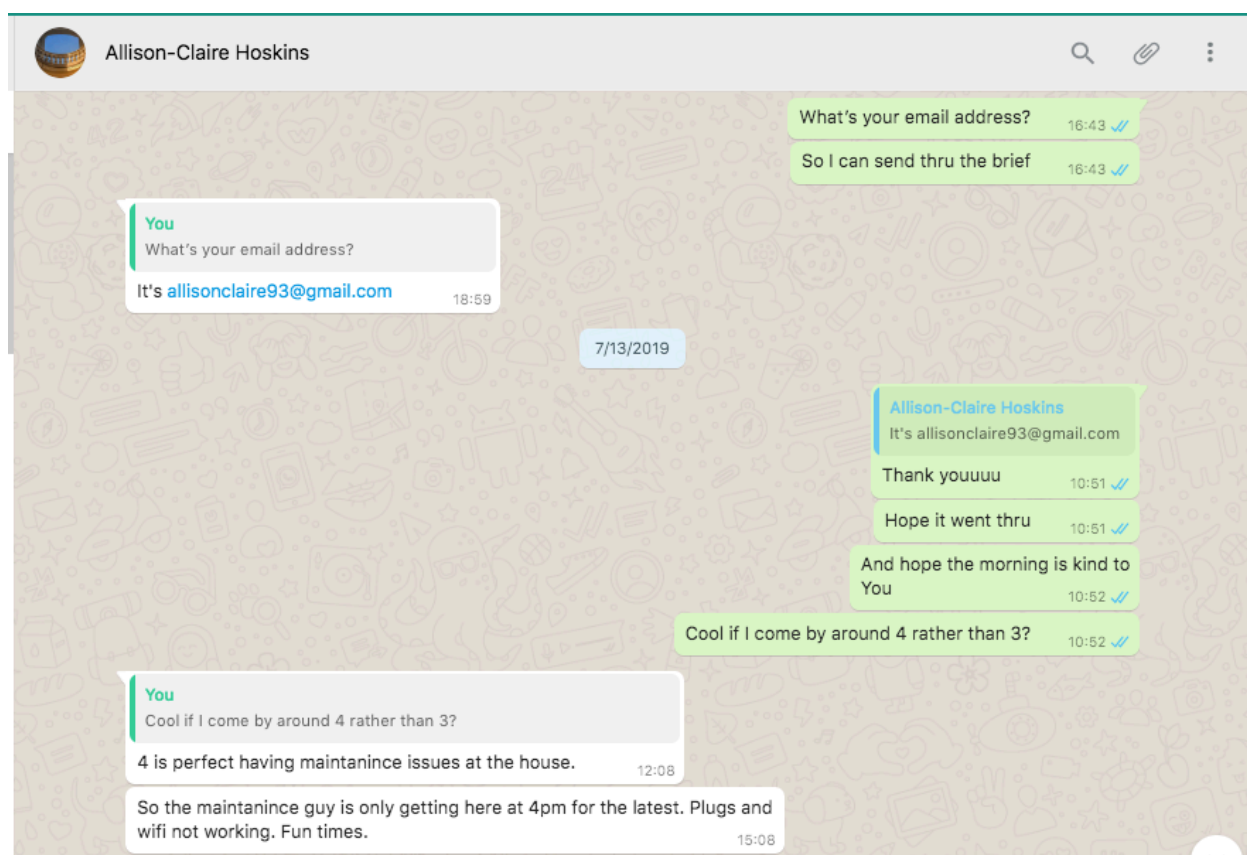 Allison-Claire Hoskins
What's your email address?
16:43
So I can send thru the brief
16:43
You
What's your email address?
It's allisonclaire93@gmail.com
18:59
7/13/2019
Allison-Claire Hoskins
It's allisonclaire93@gmail.com
Thank youuuu
10:51
Hope it went thru
10:51
And hope the morning is kind to
You
10:52
Cool if I come by around 4 rather than 3?
10:52
You
Cool if I come by around 4 rather than 3?
4 is perfect having maintanince issues at the house.
12:08
So the maintanince guy is only getting here at 4pm for the latest. Plugs and
wifi not working. Fun times.
15:08